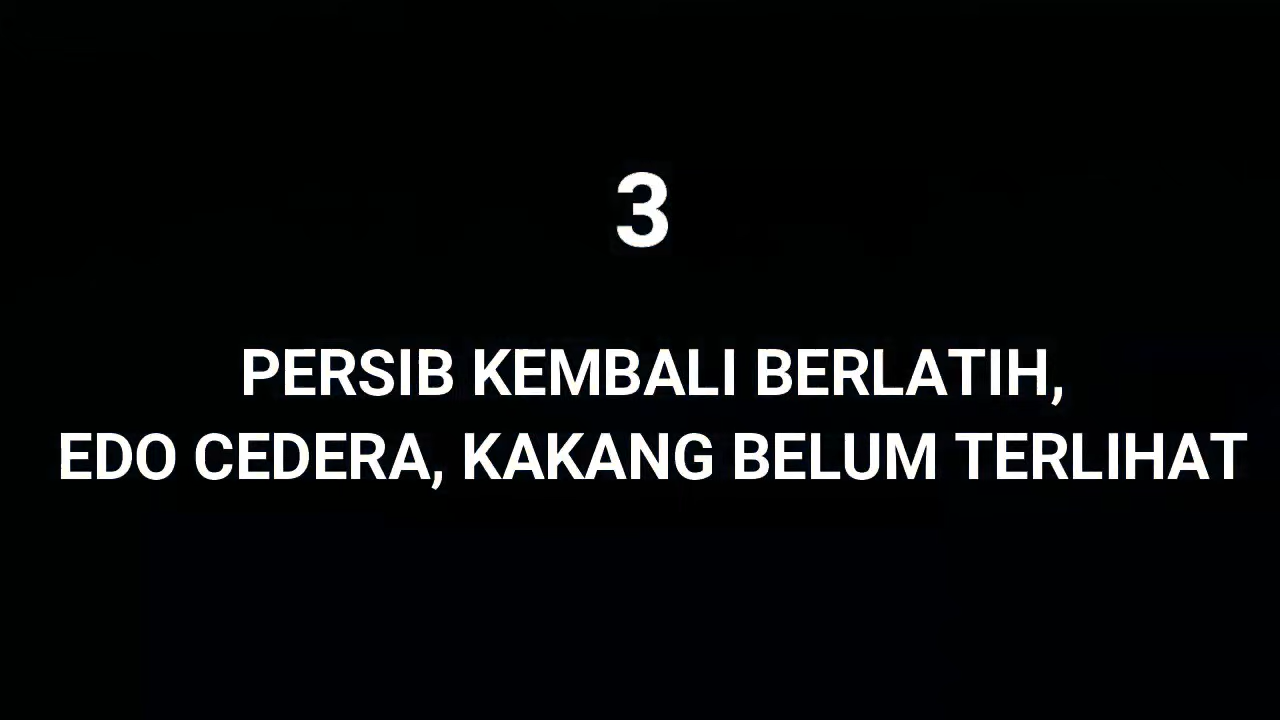 3
PERSIB KEMBALI BERLATIH,
EDO CEDERA, KAKANG BELUM TERLIHAT